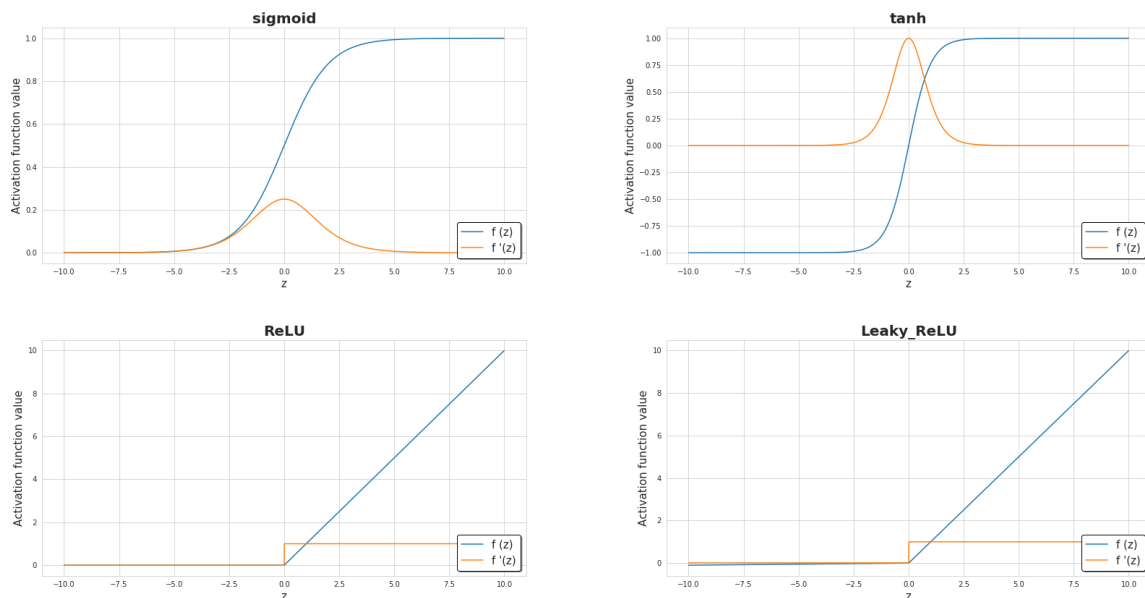 sigmoid
Activation function value
1.0
0.8
0.6
0.4
0.2
0.0
−10.0 −7.5 −5.0 −2.5 0.0 2.5 5.0 7.5 10.0
z
f (z)
f '(z)
tanh
Activation function value
1.00
0.75
0.50
0.25
0.00
−0.25
−0.50
−0.75
−1.00
−10.0 −7.5 −5.0 −2.5 0.0 2.5 5.0 7.5 10.0
z
f (z)
f '(z)
ReLU
Activation function value
10
8
6
4
2
0
−10.0 −7.5 −5.0 −2.5 0.0 2.5 5.0 7.5 10.0
z
f (z)
f '(z)
Leaky_ReLU
Activation function value
10
8
6
4
2
0
−10.0 −7.5 −5.0 −2.5 0.0 2.5 5.0 7.5 10.0
z
f (z)
f '(z)